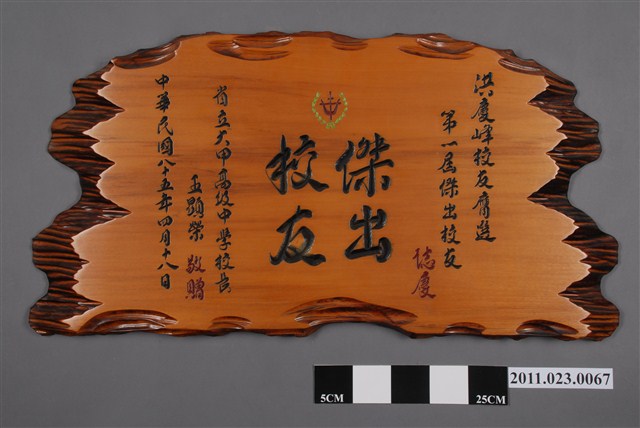 洪慶峰校友膺選
第一屆傑出校友
誌慶
傑出
校友
省立大甲高級中學校長
王顯榮 敬贈
中華民國八十五年四月十八日
5CM
25CM
2011.023.0067